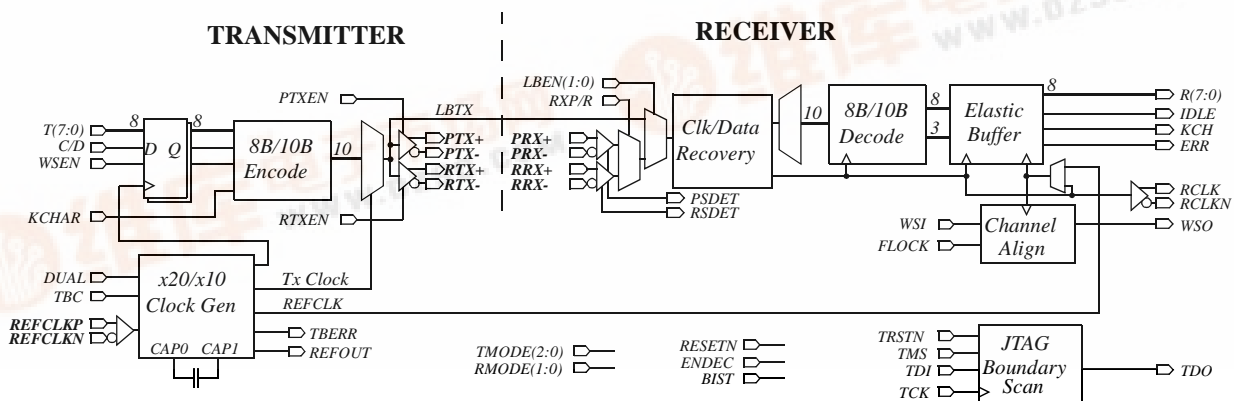 TRANSMITTER
RECEIVER
PTXEN
LBTX
LBEN(1:0)
RXP/R
T(7:0)
C/D
WSEN
8
D Q
8
8B/10B
Encode
10
PTX+
PTX-
RTX+
RTX-
PRX+
PRX-
RRX+
RRX-
Clk/Data
Recovery
10
8B/10B
Decode
8
3
Elastic
Buffer
8
R(7:0)
IDLE
KCH
ERR
KCHAR
RTXEN
PSDET
RSDET
RCLK
RCLKN
WSI
FLOCK
Channel
Align
WSO
DUAL
TBC
REFCLKP
REFCLKN
x20/x10
Clock Gen
CAP0 CAP1
Tx Clock
REFCLK
TBERR
REFOUT
TMODE(2:0)
RMODE(1:0)
RESETN
ENDEC
BIST
TRSTN
TMS
TDI
TCK
JTAG
Boundary
Scan
TDO